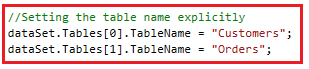 //Setting the table name explicitly
dataSet.Tables[0].TableName = "Customers";
dataSet.Tables[1].TableName = "Orders";